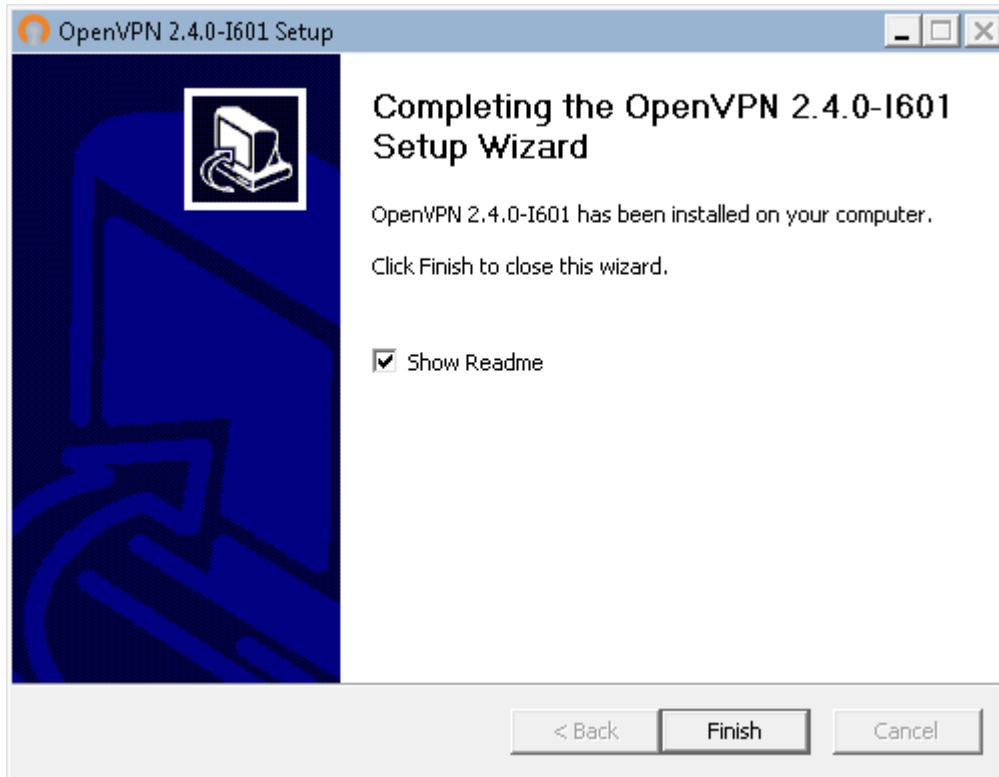 OpenVPN 2.4.0-I601 Setup
Completing the OpenVPN 2.4.0-I601
Setup Wizard
OpenVPN 2.4.0-I601 has been installed on your computer.
Click Finish to close this wizard.
Show Readme
< Back
Finish
Cancel